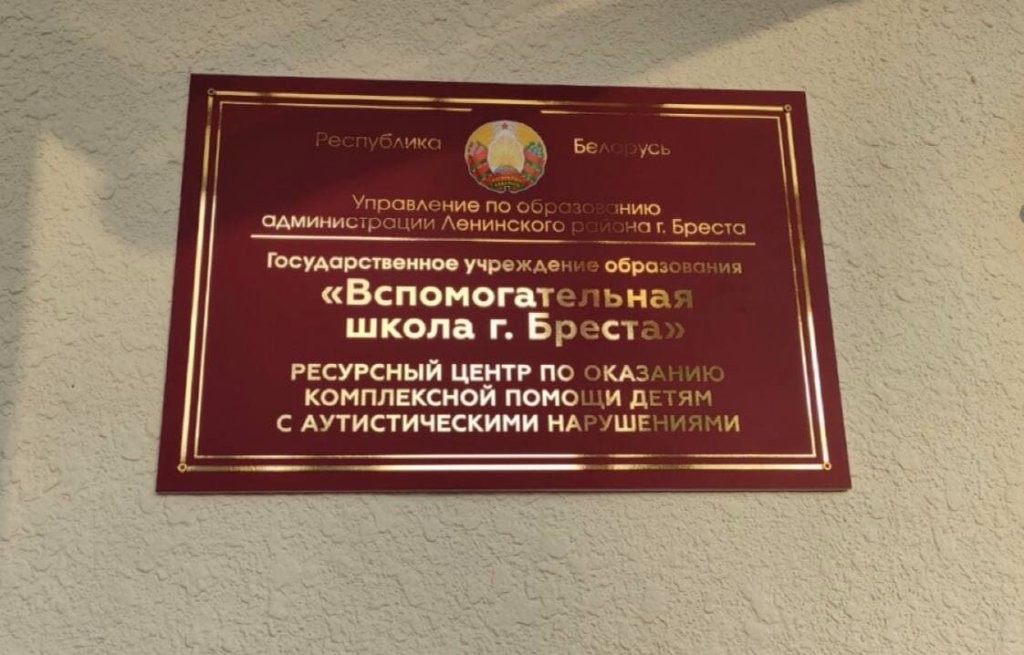 Республика Беларусь
Управление по образованию
администрации Ленинского района г. Бреста
Государственное учреждение образования
«Вспомогательная
школа г. Бреста»
РЕСУРСНЫЙ ЦЕНТР ПО ОКАЗАНИЮ
КОМПЛЕКСНОЙ ПОМОЩИ ДЕТЯМ
С АУТИСТИЧЕСКИМИ НАРУШЕНИЯМИ